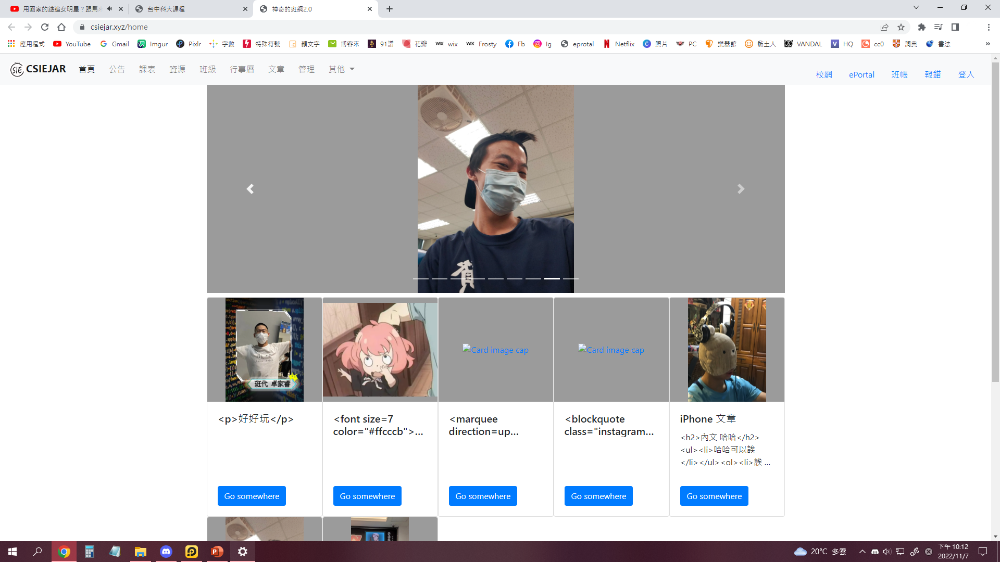 用國家的錢追女明星？跟馬來
台中科大課程
神奇的班網2.0
csiejar.xyz/home
應用程式 YouTube Gmail Imgur Pixlr 字數 特殊符號 顏文字 博客來 91譜 花瓣 wix Frosty Fb Ig eprotal Netflix 照片 PC 樂器館 黏土人 VANDAL HQ cc0 詞典 書法 »
SIE CSIEJAR 首頁 公告 課表 資源 班級 行事曆 文章 管理 其他 校網 ePortal 班帳 報錯 登入
班代 卓家睿
Card image cap
Card image cap
<p>好好玩</p>
<font size=7
color="#ffcccb">...
<marquee
direction=up...
<blockquote
class="instagram...
iPhone 文章
<h2>內文 哈哈</h2>
<ul><li>哈哈可以誒
</li></ul><ol><li>誒 ...
Go somewhere Go somewhere Go somewhere Go somewhere Go somewhere
20°C 多雲
下午 10:12
2022/11/7